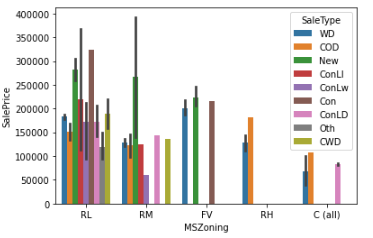 400000
350000
300000
250000
200000
150000
100000
50000
0
SalePrice
RL
RM
FV
RH
C (all)
MSZoning
SaleType
WD
COD
New
ConLI
ConLw
Con
ConLD
Oth
CWD